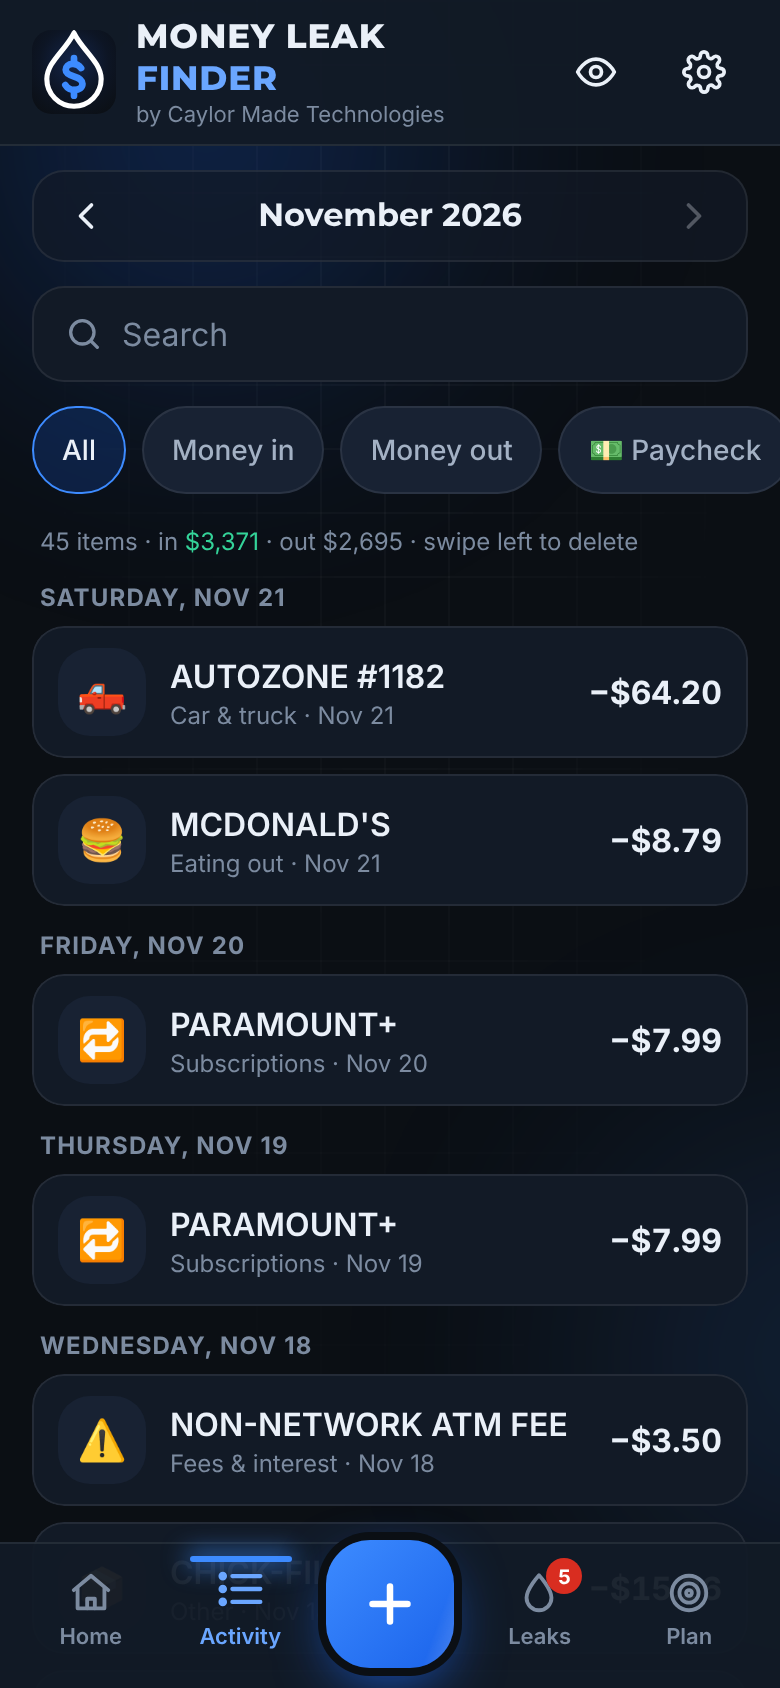 MONEY LEAK
FINDER
by Caylor Made Technologies
November 2026
Search
All
Money in
Money out
Paycheck
45 items · in $3,371 · out $2,695 · swipe left to delete
SATURDAY, NOV 21
AUTOZONE #1182
−$64.20
Car & truck · Nov 21
MCDONALD'S
−$8.79
Eating out · Nov 21
FRIDAY, NOV 20
PARAMOUNT+
−$7.99
Subscriptions · Nov 20
THURSDAY, NOV 19
PARAMOUNT+
−$7.99
Subscriptions · Nov 19
WEDNESDAY, NOV 18
NON-NETWORK ATM FEE
−$3.50
Fees & interest · Nov 18
5
Home
Activity
Leaks
Plan